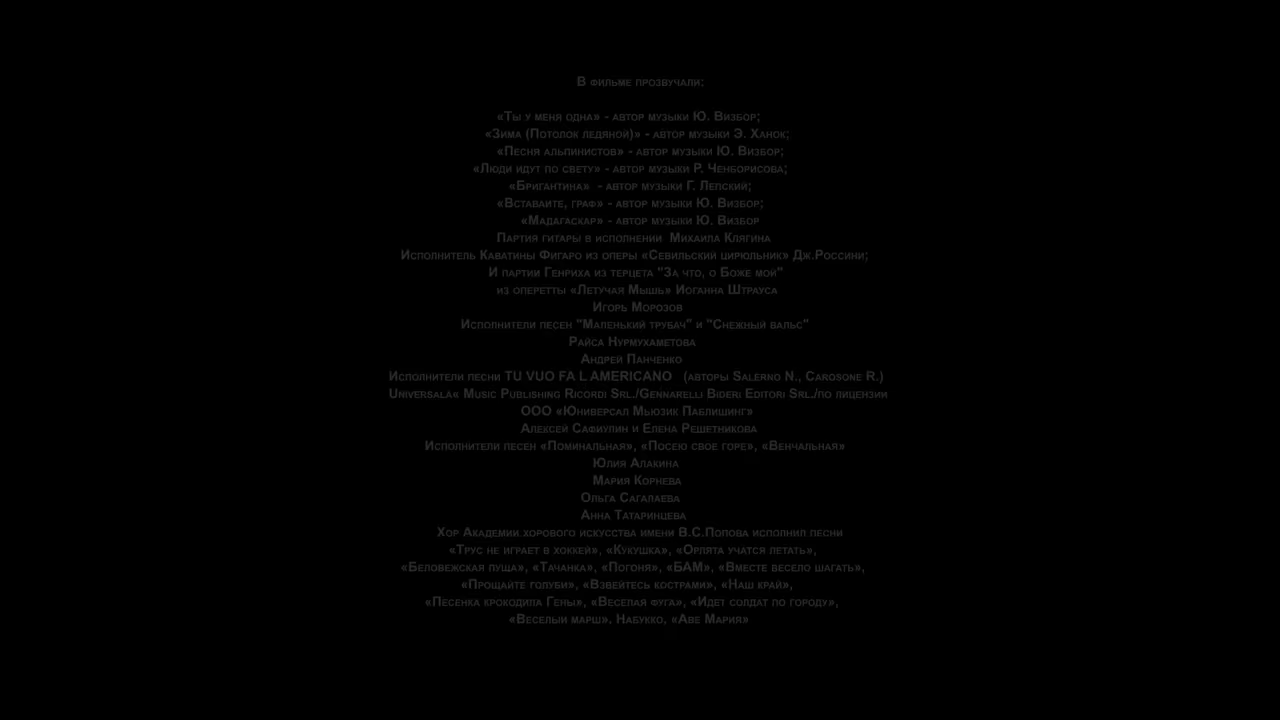 В фильме прозвучали:
«Ты у меня одна» - автор музыки Ю. Визбор;
«Зима (Потолок ледяной)» - автор музыки Э. Ханок;
«Песня альпинистов» - автор музыки Ю. Визбор;
«Люди идут по свету» - автор музыки Р. Ченборисова;
«Бригантина» - автор музыки Г. Лепский;
«Вставайте, граф» - автор музыки Ю. Визбор;
«Мадагаскар» - автор музыки Ю. Визбор
Партия гитары в исполнении Михаила Клягина
Исполнитель Каватины Фигаро из оперы «Севильский цирюльник» Дж.Россини;
И партии Генриха из терцета "За что, о Боже мой"
из оперетты «Летучая Мышь» Иоганна Штрауса
Игорь Морозов
Исполнители песен "Маленький трубач" и "Снежный вальс"
Райса Нурмухаметова
Андрей Панченко
Исполнители песни TU VUO FA L AMERICANO (авторы Salerno N., Carosone R.)
Universala« Music Publishing Ricordi Srl./Gennarelli Bideri Editori Srl./по лицензии
ООО «Юниверсал Мьюзик Паблишинг»
Алексей Сафиулин и Елена Решетникова
Исполнители песен «Поминальная», «Посею свое горе», «Венчальная»
Юлия Алакина
Мария Корнева
Ольга Сагалаева
Анна Татаринцева
Хор Академии хорового искусства имени В.С.Попова исполнил песни
«Трус не играет в хоккей», «Кукушка», «Орлята учатся летать»,
«Беловежская пуща», «Тачанка», «Погоня», «БАМ», «Вместе весело шагать»,
«Прощайте голуби», «Взвейтесь кострами», «Наш край»,
«Песенка крокодила Гены», «Веселая фуга», «Идет солдат по городу»,
«Веселый марш», Набукко, «Аве Мария»